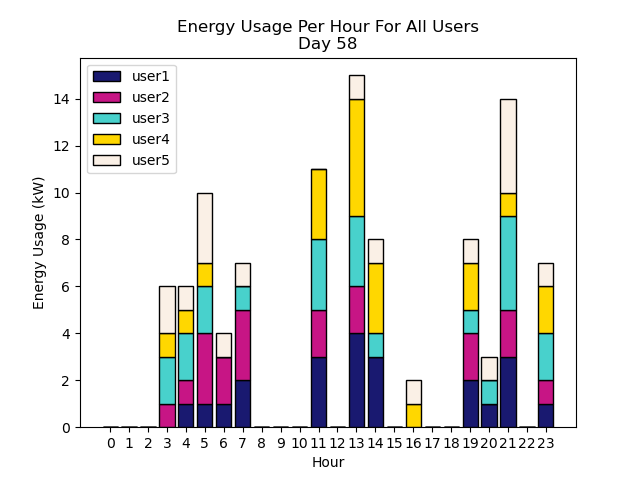 Energy Usage Per Hour For All Users
Day 58
user1
user2
user3
user4
user5
Energy Usage (kW)
14
12
10
8
6
4
2
0
0 1 2 3 4 5 6 7 8 9 10 11 12 13 14 15 16 17 18 19 20 21 22 23
Hour